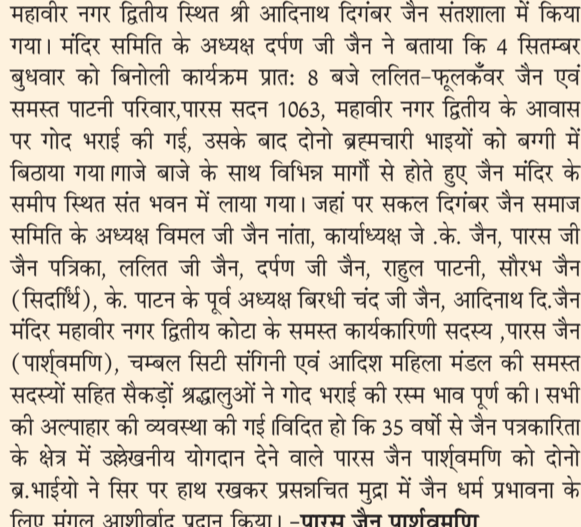 महावीर नगर द्वितीय स्थित श्री आदिनाथ दिगंबर जैन संतशाला में किया
गया। मंदिर समिति के अध्यक्ष दर्पण जी जैन ने बताया कि 4 सितम्बर
बुधवार को बिनोली कार्यक्रम प्रात: 8 बजे ललित-फूलकँवर जैन एवं
समस्त पाटनी परिवार,पारस सदन 1063, महावीर नगर द्वितीय के आवास
पर गोद भराई की गई, उसके बाद दोनो ब्रह्मचारी भाइयों को बग्गी में
बिठाया गया।गाजे बाजे के साथ विभिन्न मार्गों से होते हुए जैन मंदिर के
समीप स्थित संत भवन में लाया गया। जहां पर सकल दिगंबर जैन समाज
समिति के अध्यक्ष विमल जी जैन नांता, कार्याध्यक्ष जे .के. जैन, पारस जी
जैन पत्रिका, ललित जी जैन, दर्पण जी जैन, राहुल पाटनी, सौरभ जैन
(सिदर्ार्थि), के. पाटन के पूर्व अध्यक्ष बिरधी चंद जी जैन, आदिनाथ दि.जैन
मंदिर महावीर नगर द्वितीय कोटा के समस्त कार्यकारिणी सदस्य ,पारस जैन
(पार्श्वमणि), चम्बल सिटी संगिनी एवं आदिश महिला मंडल की समस्त
सदस्यों सहित सैकड़ों श्रद्धालुओं ने गोद भराई की रस्म भाव पूर्ण की। सभी
की अल्पाहार की व्यवस्था की गई।विदित हो कि 35 वर्षो से जैन पत्रकारिता
के क्षेत्र में उल्लेखनीय योगदान देने वाले पारस जैन पार्श्वमणि को दोनो
ब्र.भाईयो ने सिर पर हाथ रखकर प्रसन्नचित मुद्रा में जैन धर्म प्रभावना के
लिए मंगल आशीर्वाद प्रदान किया। -पारस जैन पार्श्वमणि